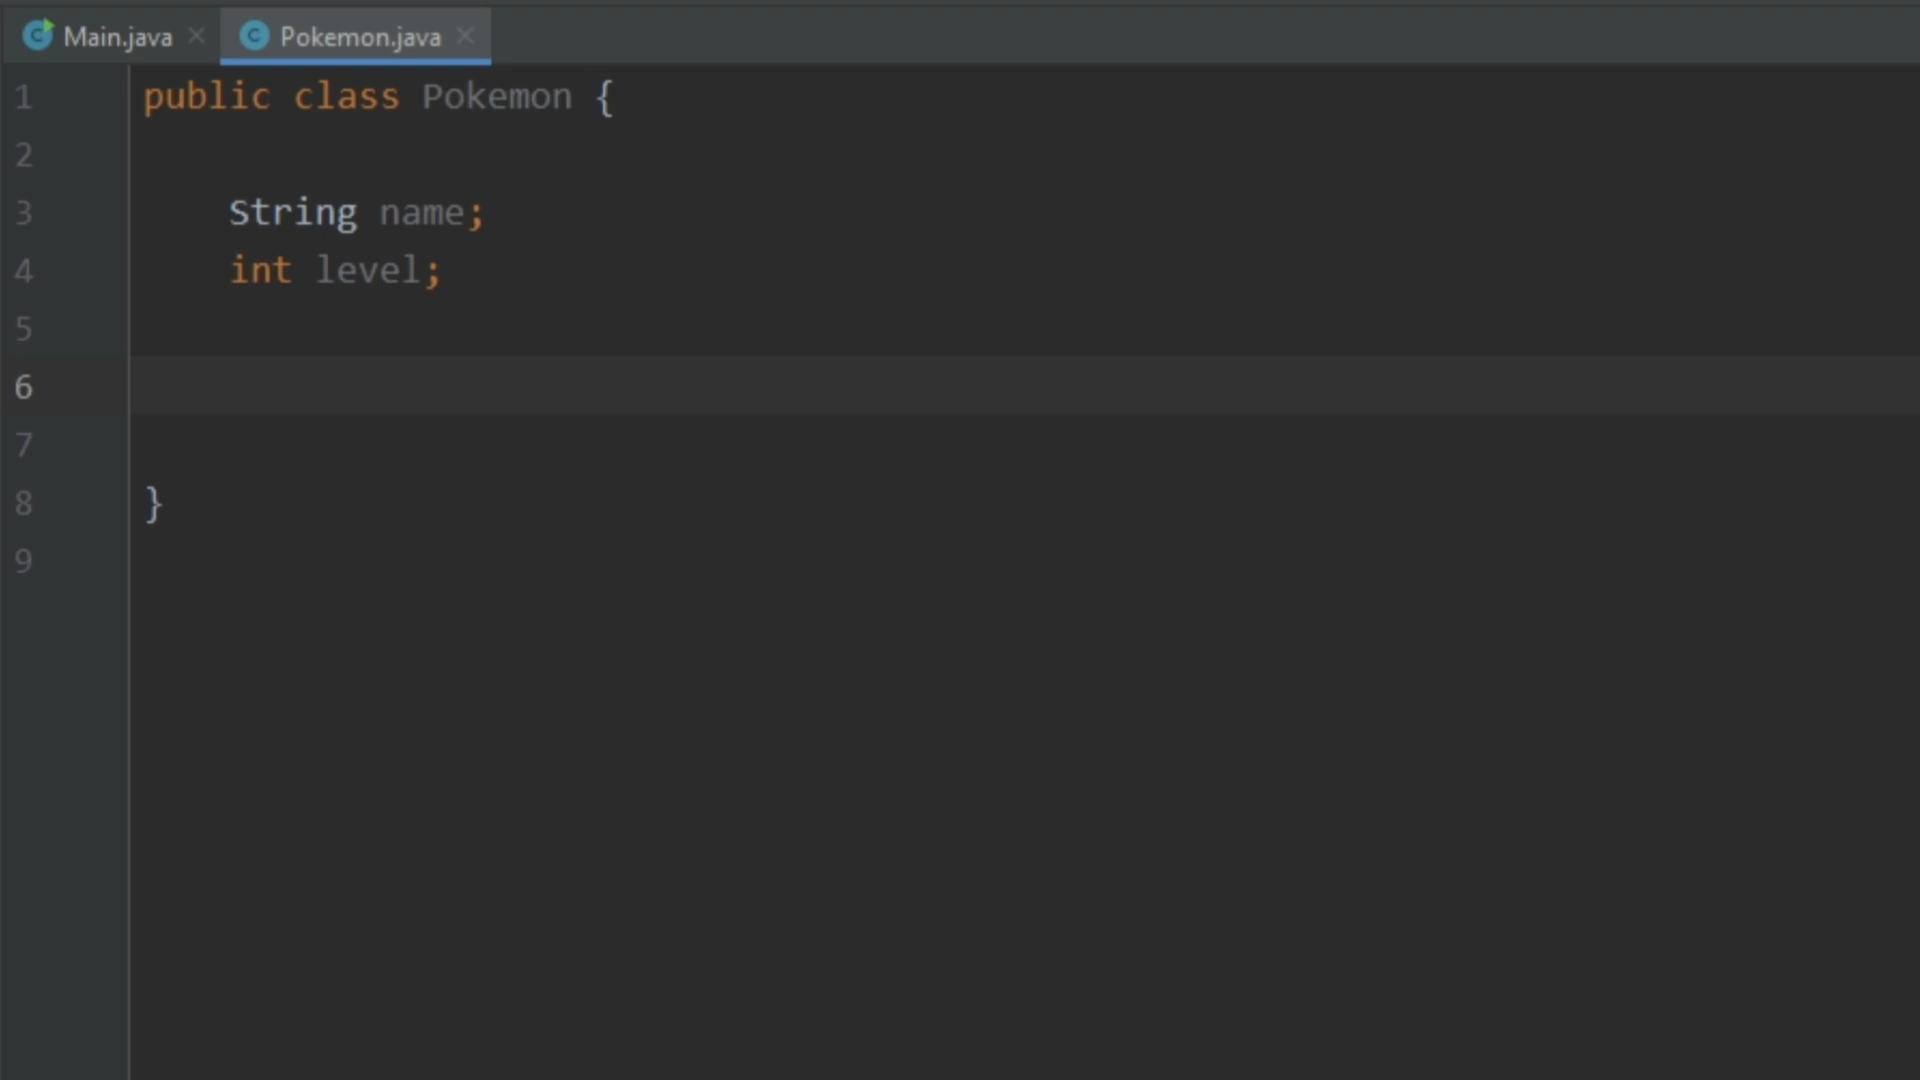 Main.java Pokemon.java
1 public class Pokemon {
2
3 String name;
4 int level;
5
6
7
8 }
9